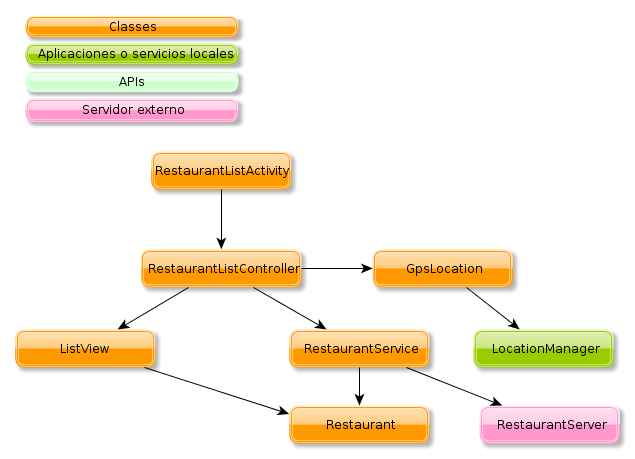 Classes
Aplicaciones o servicios locales
APIs
Servidor externo
RestaurantListActivity
RestaurantListController
GpsLocation
ListView
RestaurantService
LocationManager
Restaurant
RestaurantServer